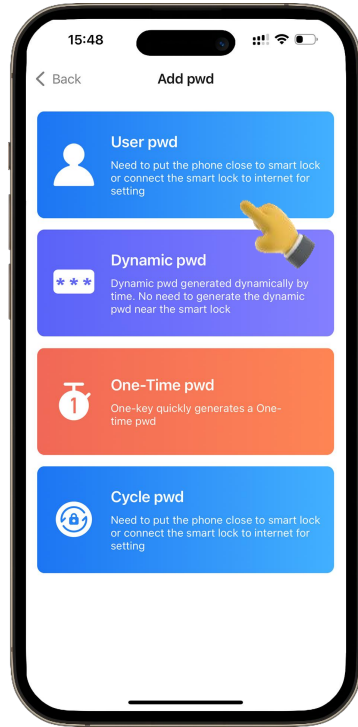 15:48
Back
Add pwd
User pwd
Need to put the phone close to smart lock
or connect the smart lock to internet for
setting
* * *
Dynamic pwd
Dynamic pwd generated dynamically by
time. No need to generate the dynamic
pwd near the smart lock
1
One-Time pwd
One-key quickly generates a One-
time pwd
Cycle pwd
Need to put the phone close to smart lock
or connect the smart lock to internet for
setting